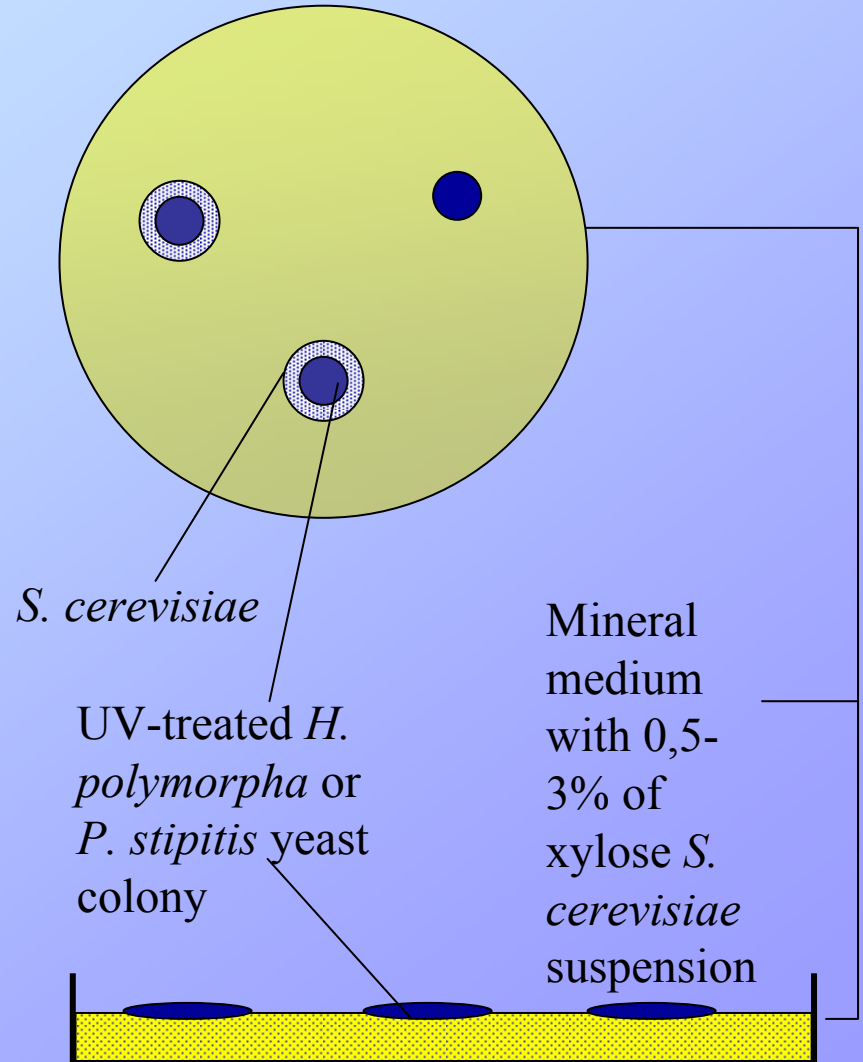 S. cerevisiae
UV-treated H.
polymorpha or
P. stipitis yeast
colony
Mineral
medium
with 0,5-
3% of
xylose S.
cerevisiae
suspension